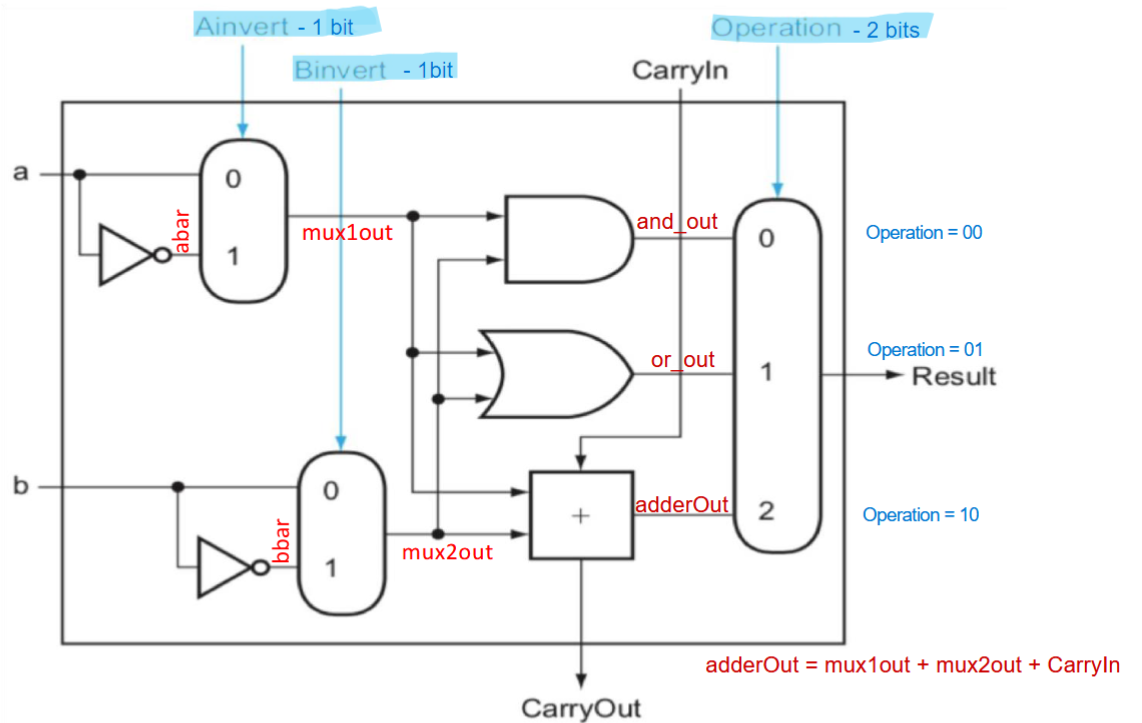 Ainvert - 1 bit
Operation - 2 bits
Binvert - 1bit
CarryIn
a
0
abar
1
mux1out
and_out
0
Operation = 00
or_out
1
Operation = 01
Result
b
0
bbar
1
mux2out
+
adderOut
2
Operation = 10
adderOut = mux1out + mux2out + CarryIn
CarryOut